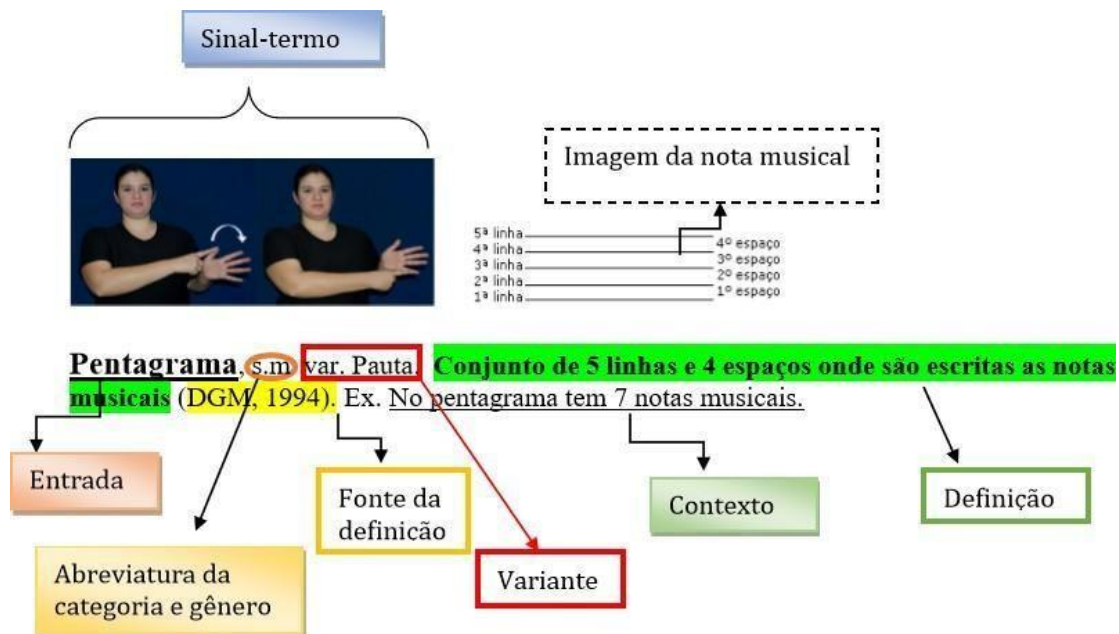 Sinal-termo
Imagem da nota musical
5ª linha
4ª linha
3ª linha
2ª linha
1ª linha
4º espaço
3º espaço
2º espaço
1º espaço
Pentagrama, s.m var. Pauta. Conjunto de 5 linhas e 4 espaços onde são escritas as notas
musicais (DGM, 1994). Ex. No pentagrama tem 7 notas musicais.
Entrada
Fonte da
definicão
Contexto
Definição
Abreviatura da
categoria e gênero
Variante